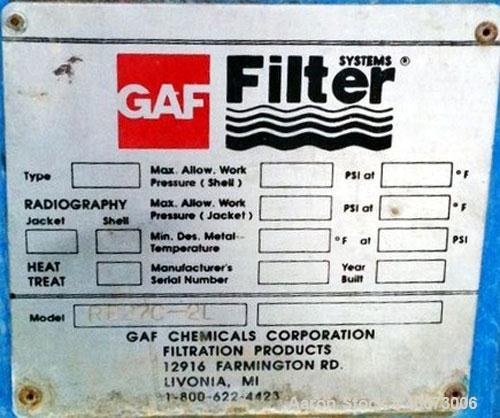 GAF Filter SYSTEMS ®
Type Max. Allow. Work Pressure (Shell) PSI at °F
RADIOGRAPHY
Jacket Shell
Max. Allow. Work Pressure (Jacket) PSI at °F
Min. Des. Metal Temperature °F at PSI
HEAT TREAT
Manufacturer's Serial Number Year Built
Model
GAF CHEMICALS CORPORATION
FILTRATION PRODUCTS
12916 FARMINGTON RD.
LIVONIA, MI
1-800-622-4423